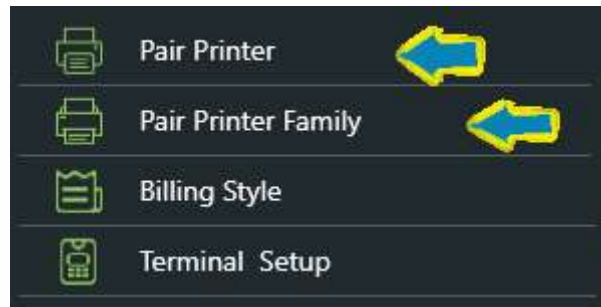 Pair Printer
Pair Printer Family
Billing Style
Terminal Setup